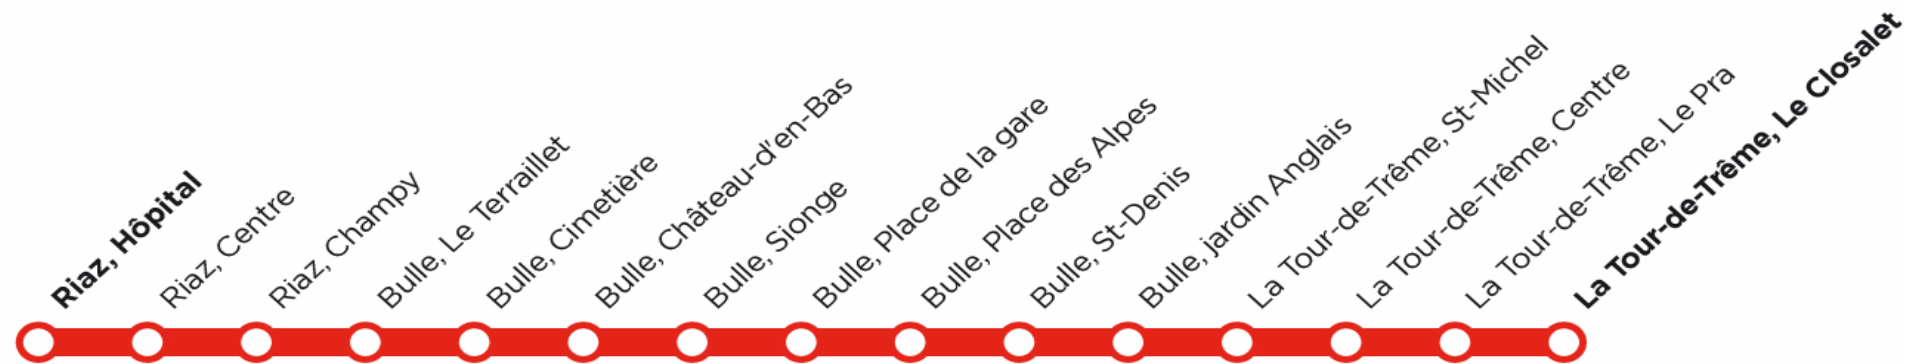 Riaz, Hôpital
Riaz, Centre
Riaz, Champy
Bulle, Le Terraillet
Bulle, Cimetière
Bulle, Château-d'en-Bas
Bulle, Sionge
Bulle, Place de la gare
Bulle, Place des Alpes
Bulle, St-Denis
Bulle, jardin Anglais
La Tour-de-Trême, St-Michel
La Tour-de-Trême, Centre
La Tour-de-Trême, Le Pra
La Tour-de-Trême, Le Closalet